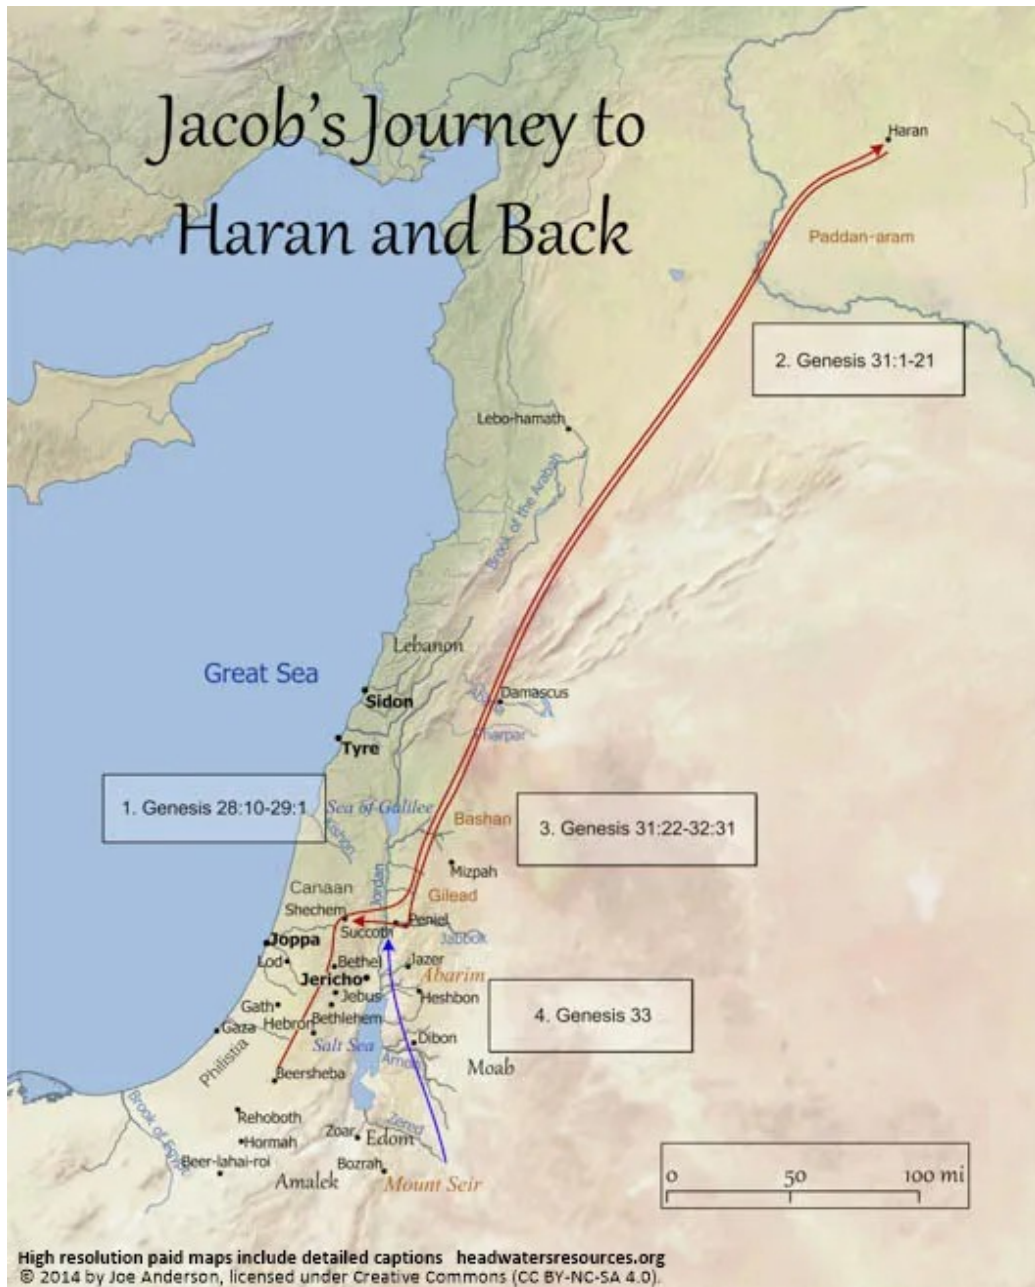 Jacob's Journey to
Haran and Back
Haran
Paddan-aram
2. Genesis 31:1-21
Lebo-hamath
Brook of the Arabah
Lebanon
Great Sea
Sidon
Damascus
Tyre
Pharpar
1. Genesis 28:10-29:1
Sea of Galilee
Kishon
Bashan
3. Genesis 31:22-32:31
Mizpah
Jordan
Canaan
Gilead
Shechem
Peniel
Succoth
Jabbok
Joppa
Lod
Bethel
Jazer
Abarim
Jericho
Jebus
Heshbon
Gath
Bethlehem
4. Genesis 33
Hebron
Gaza
Salt Sea
Dibon
Arnon
Moab
Philistia
Beersheba
Brook of Egypt
Rehoboth
Zered
Hormah
Zoar
Edom
Beer-lahai-roi
Bozrah
Amalek
Mount Seir
0 50 100 mi
High resolution paid maps include detailed captions headwatersresources.org
© 2014 by Joe Anderson, licensed under Creative Commons (CC BY-NC-SA 4.0).